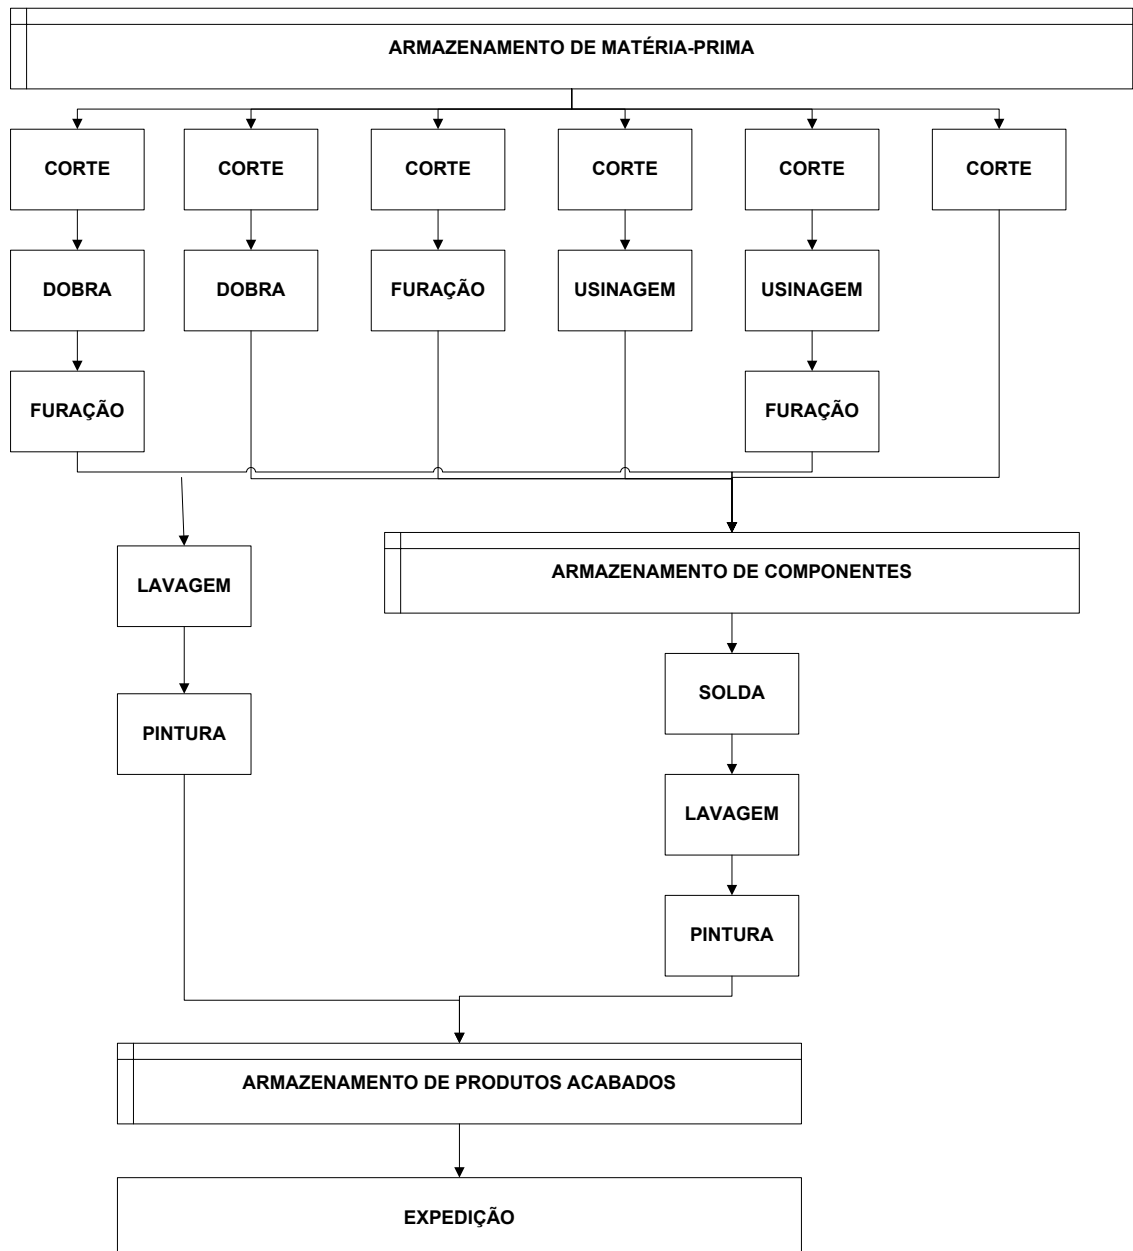 ARMAZENAMENTO DE MATÉRIA-PRIMA
CORTE
CORTE
CORTE
CORTE
CORTE
CORTE
DOBRA
DOBRA
FURAÇÃO
USINAGEM
USINAGEM
FURAÇÃO
FURAÇÃO
LAVAGEM
ARMAZENAMENTO DE COMPONENTES
SOLDA
PINTURA
LAVAGEM
PINTURA
ARMAZENAMENTO DE PRODUTOS ACABADOS
EXPEDIÇÃO